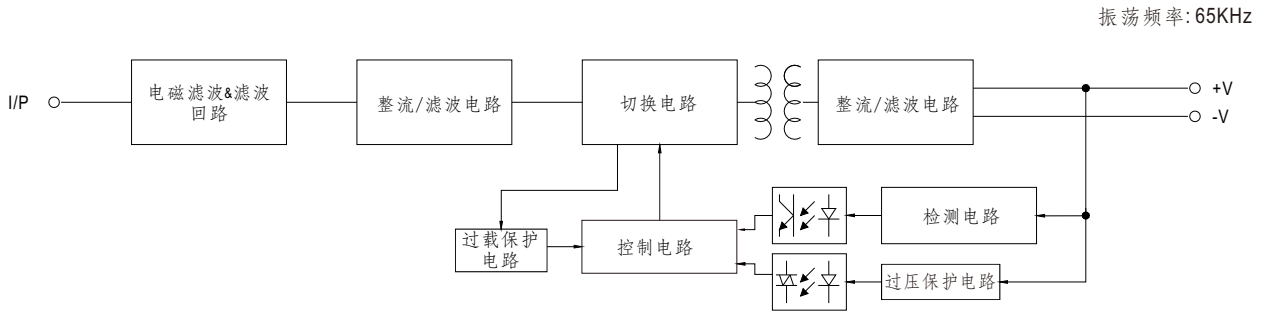 振荡频率: 65KHz
I/P
电磁滤波&滤波
回路
整流/滤波电路
切换电路
整流/滤波电路
+V
-V
过载保护
电路
控制电路
检测电路
过压保护电路